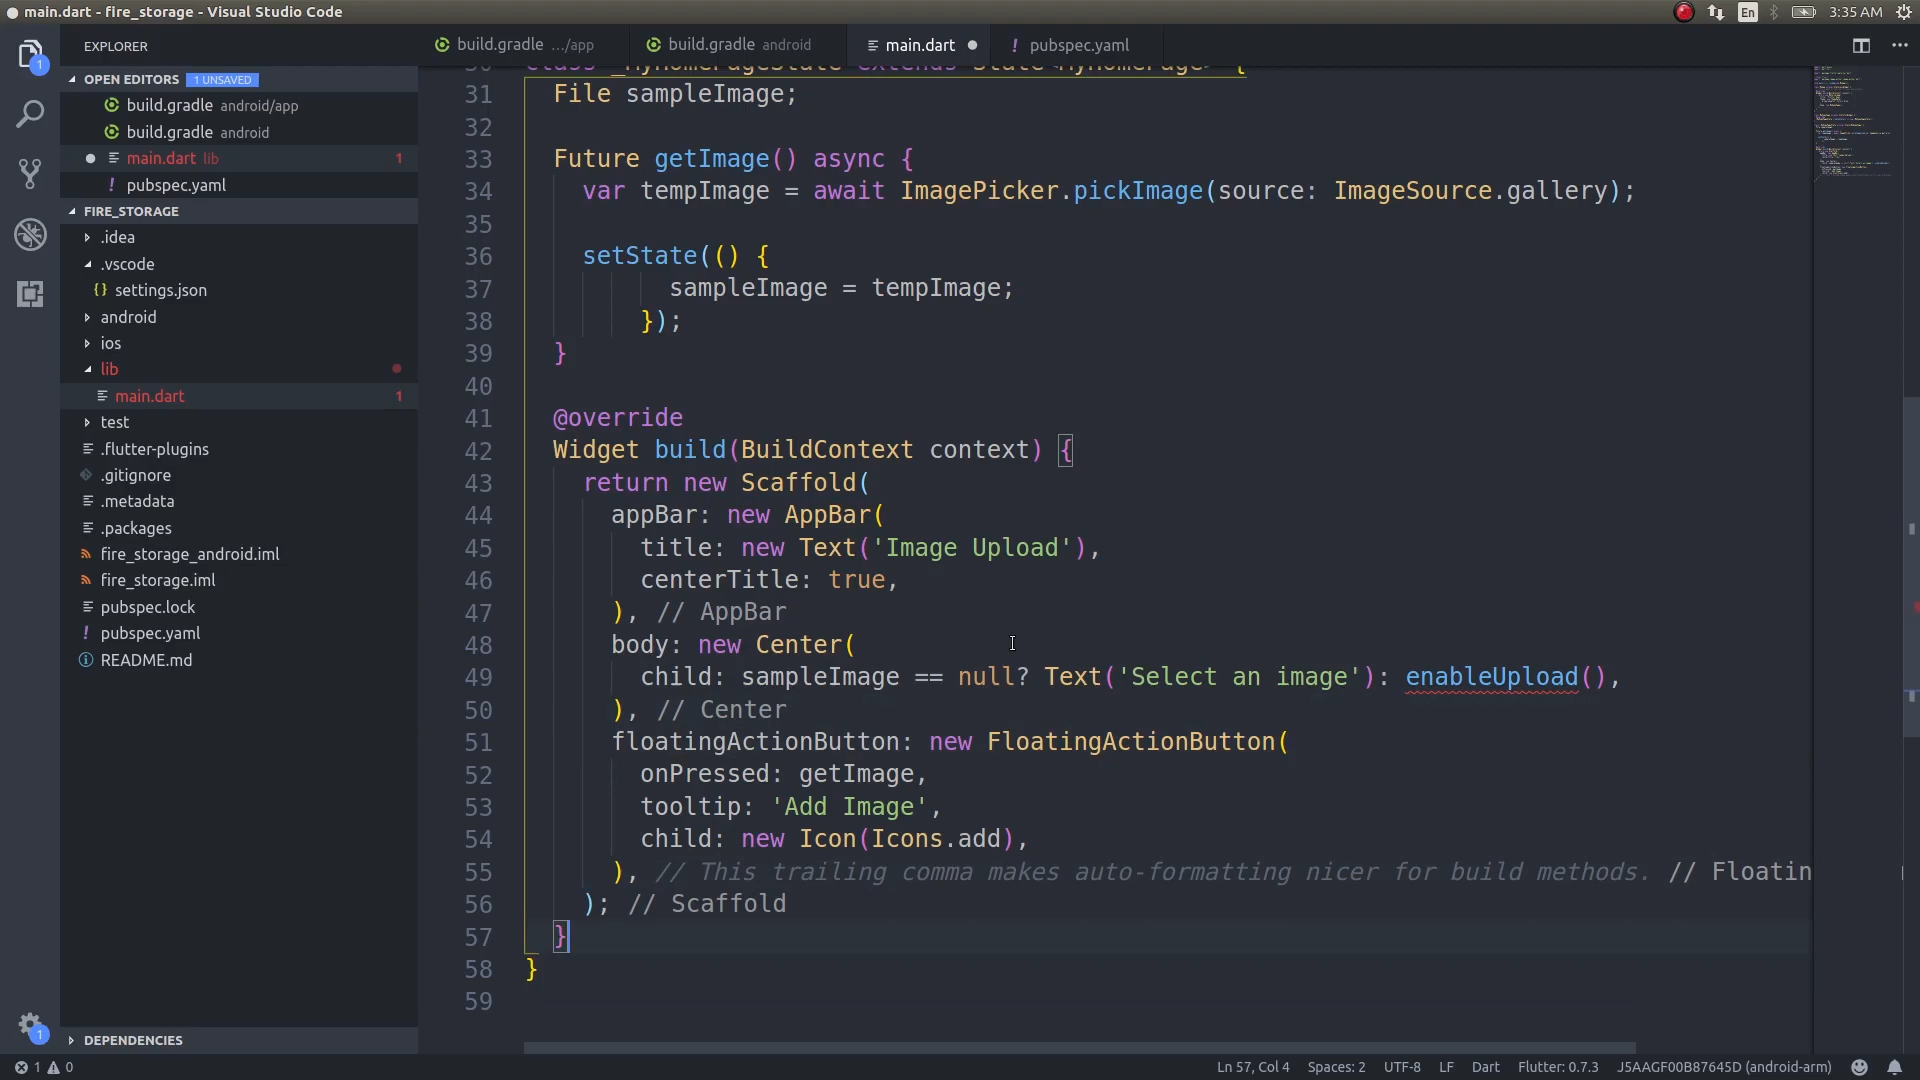 main.dart - fire_storage - Visual Studio Code
En
3:35 AM
EXPLORER
OPEN EDITORS 1 UNSAVED
build.gradle android/app
build.gradle android
main.dart lib 1
! pubspec.yaml
FIRE_STORAGE
.idea
.vscode
{} settings.json
android
ios
lib
main.dart 1
test
.flutter-plugins
.gitignore
.metadata
.packages
fire_storage_android.iml
fire_storage.iml
pubspec.lock
! pubspec.yaml
README.md
DEPENDENCIES
1
1
build.gradle .../app
build.gradle android
main.dart
! pubspec.yaml
30 class _MyHomePageState extends State<MyHomePage> {
31 File sampleImage;
32
33 Future getImage() async {
34 var tempImage = await ImagePicker.pickImage(source: ImageSource.gallery);
35
36 setState(() {
37 sampleImage = tempImage;
38 });
39 }
40
41 @override
42 Widget build(BuildContext context) {
43 return new Scaffold(
44 appBar: new AppBar(
45 title: new Text('Image Upload'),
46 centerTitle: true,
47 ), // AppBar
48 body: new Center(
49 child: sampleImage == null? Text('Select an image'): enableUpload(),
50 ), // Center
51 floatingActionButton: new FloatingActionButton(
52 onPressed: getImage,
53 tooltip: 'Add Image',
54 child: new Icon(Icons.add),
55 ), // This trailing comma makes auto-formatting nicer for build methods. // Floatin
56 ); // Scaffold
57 }
58 }
59
1 0
Ln 57, Col 4 Spaces: 2 UTF-8 LF Dart Flutter: 0.7.3 J5AAGF00B87645D (android-arm)